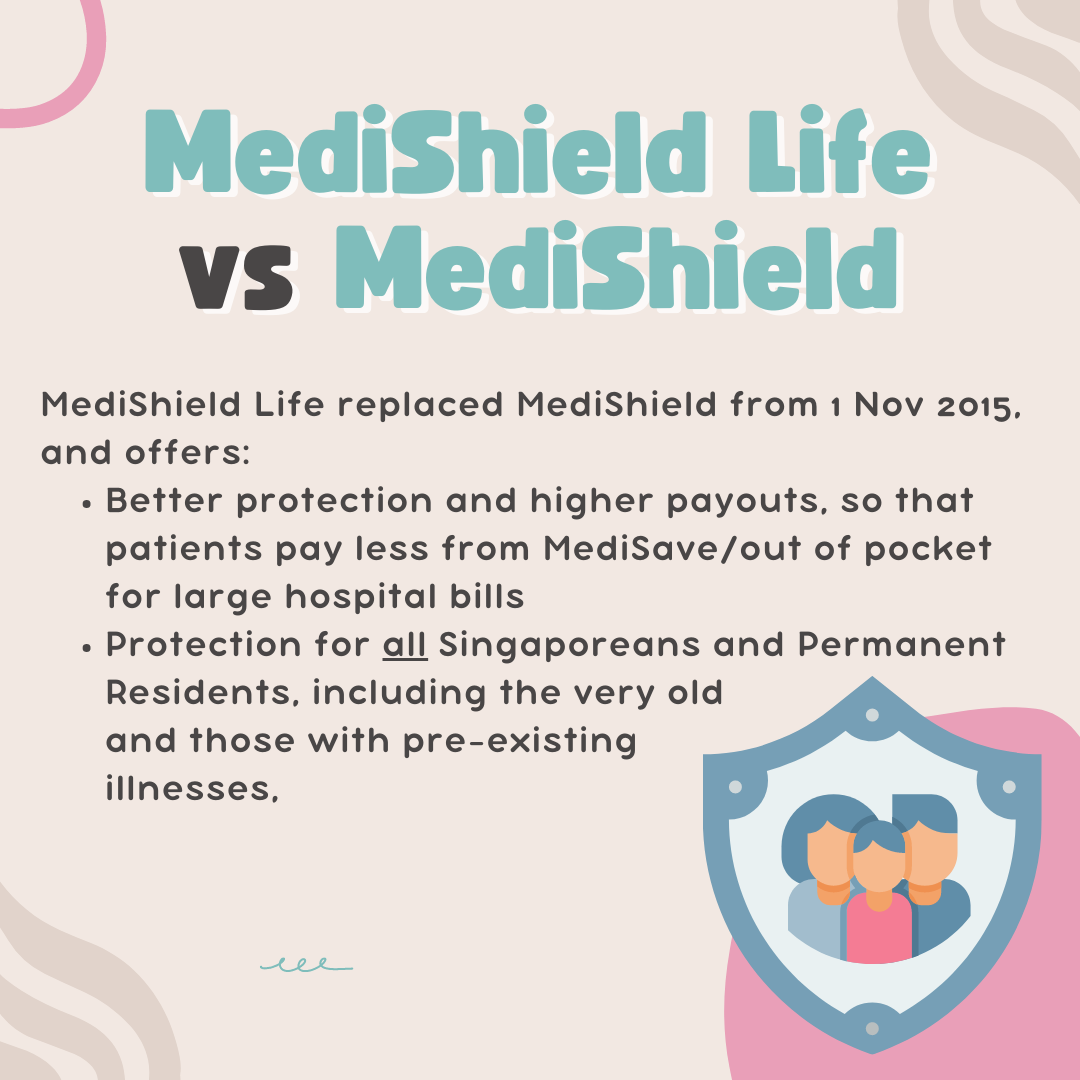 MediShield Life
vs MediShield
MediShield Life replaced MediShield from 1 Nov 2015,
and offers:
• Better protection and higher payouts, so that
patients pay less from MediSave/out of pocket
for large hospital bills
• Protection for all Singaporeans and Permanent
Residents, including the very old
and those with pre-existing
illnesses,